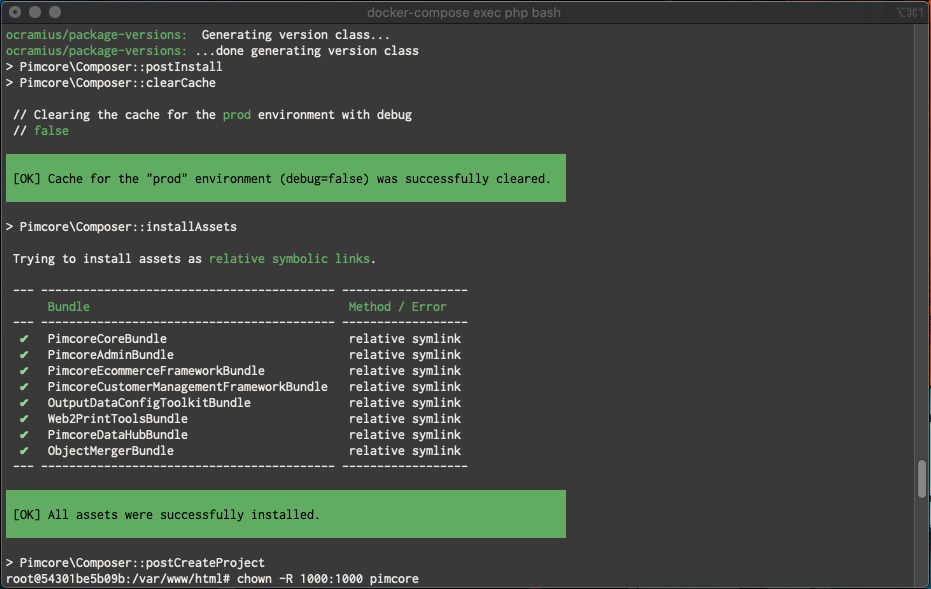 docker-compose exec php bash
⌥⌘1
ocramius/package-versions:  Generating version class...
ocramius/package-versions: ...done generating version class
> Pimcore\Composer::postInstall
> Pimcore\Composer::clearCache
// Clearing the cache for the prod environment with debug
// false
[OK] Cache for the "prod" environment (debug=false) was successfully cleared.
> Pimcore\Composer::installAssets
Trying to install assets as relative symbolic links.
--- ------------------------------------------ ------------------
Bundle Method / Error
--- ------------------------------------------ ------------------
✔ PimcoreCoreBundle relative symlink
✔ PimcoreAdminBundle relative symlink
✔ PimcoreEcommerceFrameworkBundle relative symlink
✔ PimcoreCustomerManagementFrameworkBundle relative symlink
✔ OutputDataConfigToolkitBundle relative symlink
✔ Web2PrintToolsBundle relative symlink
✔ PimcoreDataHubBundle relative symlink
✔ ObjectMergerBundle relative symlink
--- ------------------------------------------ ------------------
[OK] All assets were successfully installed.
> Pimcore\Composer::postCreateProject
root@54301be5b09b:/var/www/html# chown -R 1000:1000 pimcore